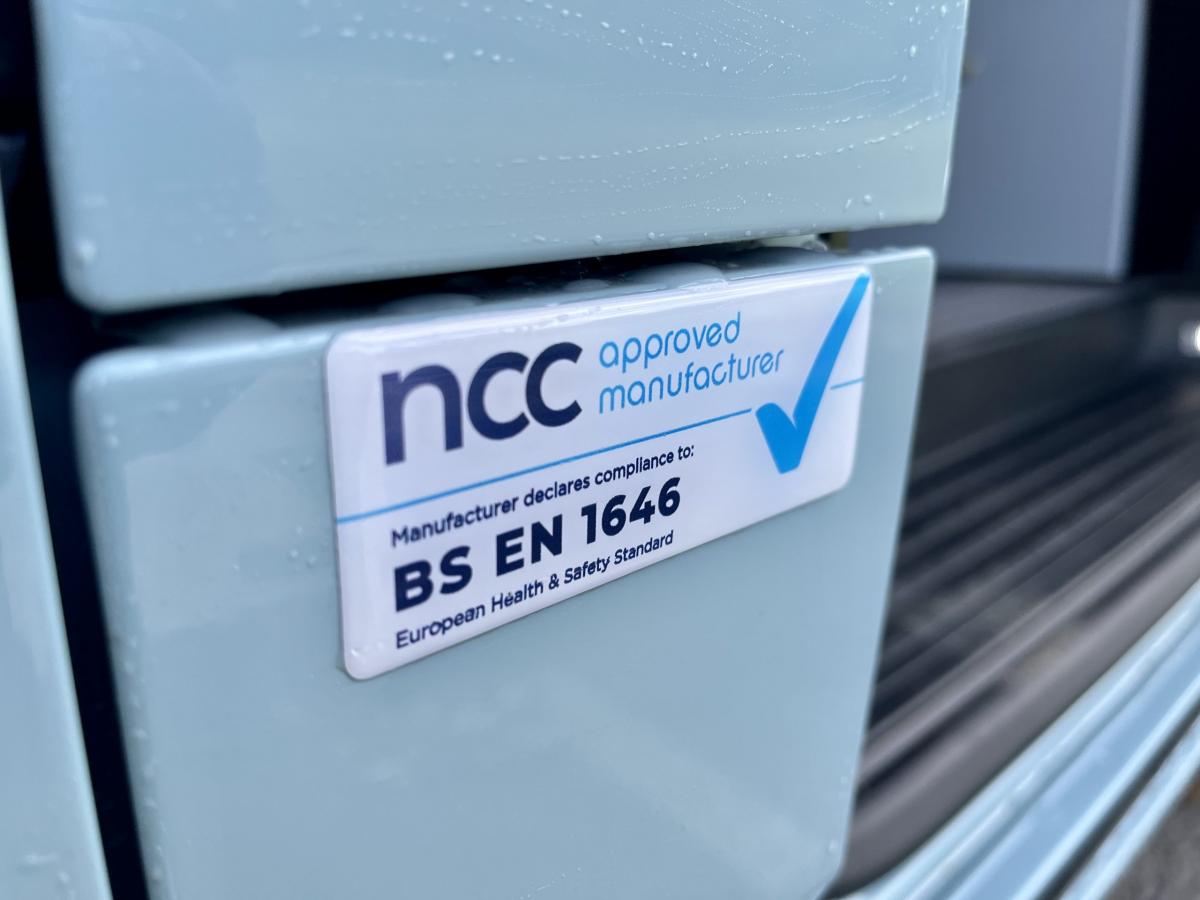 ncc approved
manufacturer
Manufacturer declares compliance to:
BS EN 1646
European Health & Safety Standard